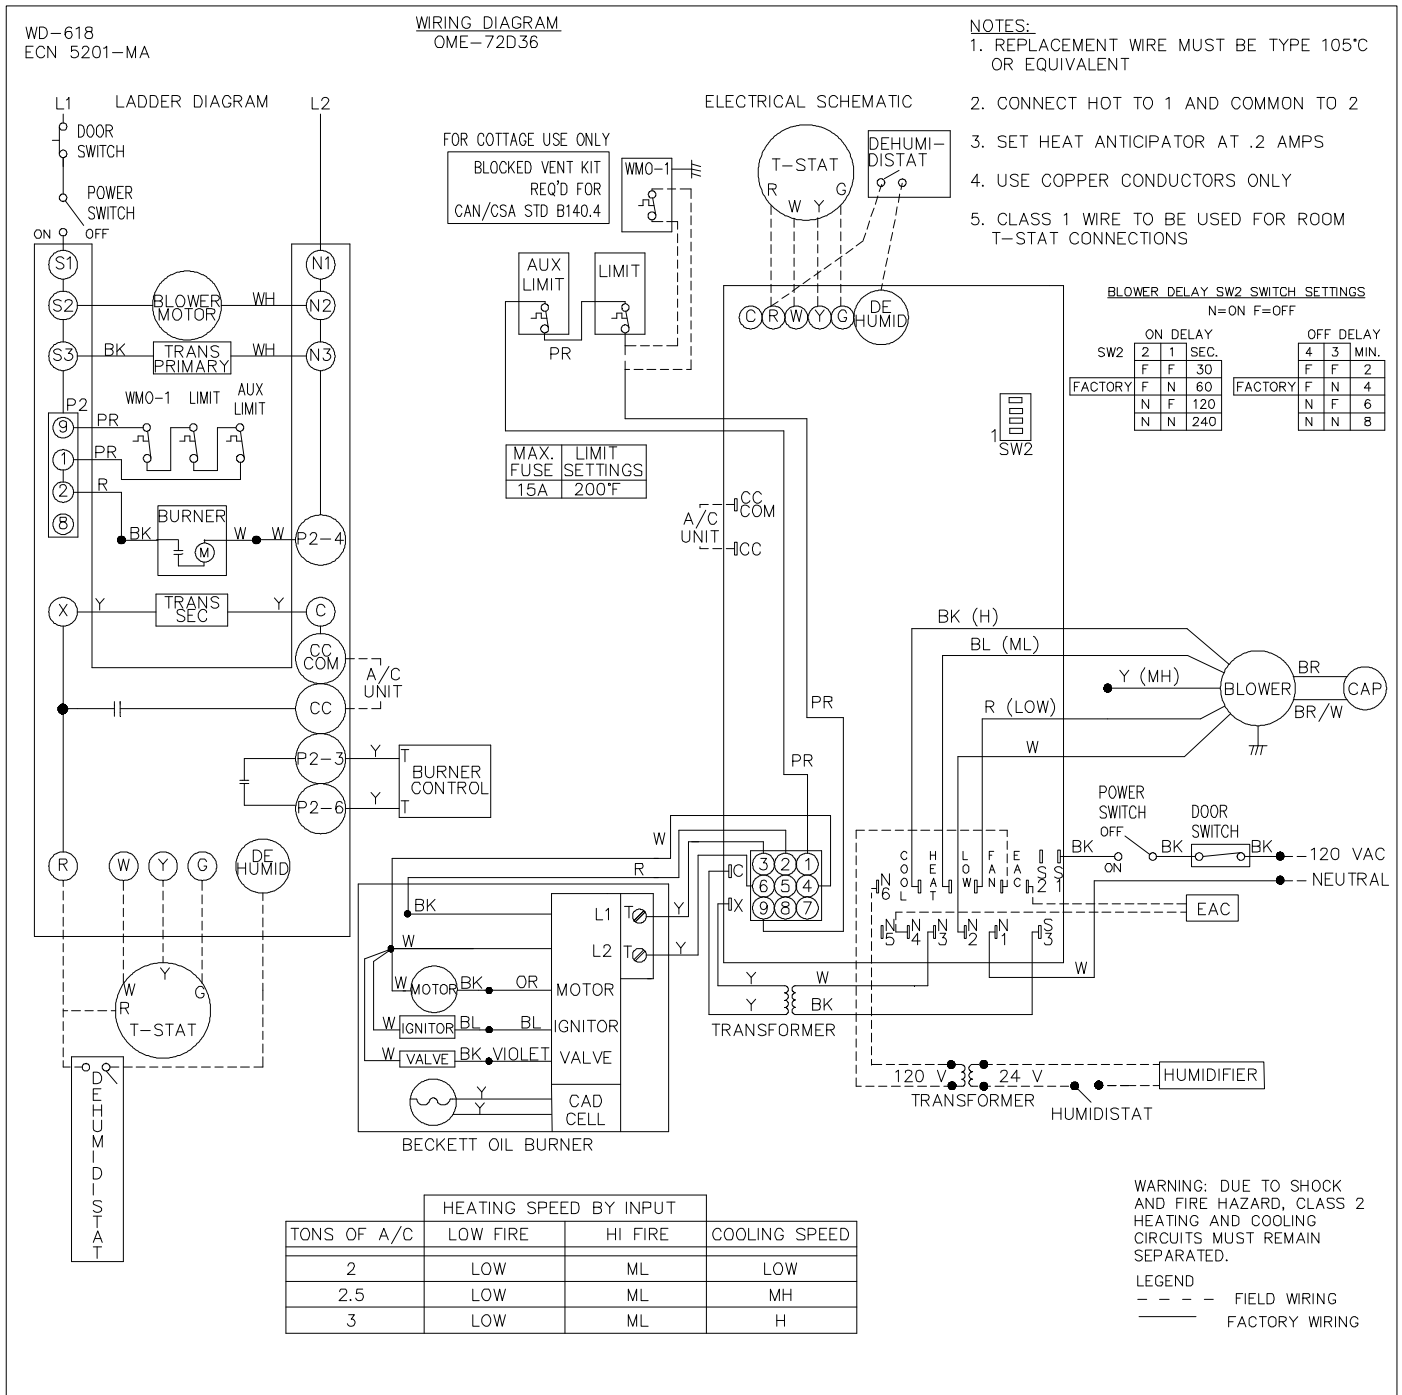 WD-618
ECN 5201-MA
WIRING DIAGRAM
OME-72D36
NOTES:
1. REPLACEMENT WIRE MUST BE TYPE 105°C
OR EQUIVALENT
2. CONNECT HOT TO 1 AND COMMON TO 2
3. SET HEAT ANTICIPATOR AT .2 AMPS
4. USE COPPER CONDUCTORS ONLY
5. CLASS 1 WIRE TO BE USED FOR ROOM
T-STAT CONNECTIONS
L1 LADDER DIAGRAM L2
DOOR
SWITCH
POWER
SWITCH
ON OFF
S1 N1
S2 BLOWER MOTOR WH N2
S3 BK TRANS PRIMARY WH N3
P2
WMO-1 LIMIT AUX LIMIT
9 PR
1 PR
2 R
8
BURNER
BK M W W P2-4
X Y TRANS SEC Y C
CC COM
A/C UNIT
CC
P2-3 Y T
BURNER CONTROL
P2-6 Y T
R W Y G DE HUMID
W Y G
R
T-STAT
DEHUMIDISTAT
ELECTRICAL SCHEMATIC
FOR COTTAGE USE ONLY
BLOCKED VENT KIT
REQ'D FOR
CAN/CSA STD B140.4
WMO-1
T-STAT
R G
W Y
DEHUMI-
DISTAT
AUX LIMIT
LIMIT
PR
C R W Y G DE HUMID
MAX. FUSE LIMIT SETTINGS
15A 200°F
1
SW2
CC COM
A/C UNIT
CC
BLOWER DELAY SW2 SWITCH SETTINGS
N=ON F=OFF
ON DELAY OFF DELAY
SW2 2 1 SEC. 4 3 MIN.
F F 30 F F 2
FACTORY F N 60 FACTORY F N 4
N F 120 N F 6
N N 240 N N 8
BK (H)
BL (ML)
Y (MH)
R (LOW)
W
BLOWER
BR
BR/W
CAP
PR
PR
POWER SWITCH
OFF
ON
DOOR SWITCH
BK BK BK 120 VAC
NEUTRAL
EAC
W
W
R
3 2 1
6 5 4
9 8 7
C
X
N6 COOL HEAT LOW FAN EAC S2 S1
N5 N4 N3 N2 N1 S3
BK
W
L1 T Y
L2 T Y
W MOTOR BK OR MOTOR
W IGNITOR BL BL IGNITOR
W VALVE BK VIOLET VALVE
Y
Y
CAD CELL
BECKETT OIL BURNER
Y W
Y BK
TRANSFORMER
120 V 24 V
TRANSFORMER
HUMIDISTAT
HUMIDIFIER
HEATING SPEED BY INPUT
TONS OF A/C LOW FIRE HI FIRE COOLING SPEED
2 LOW ML LOW
2.5 LOW ML MH
3 LOW ML H
WARNING: DUE TO SHOCK
AND FIRE HAZARD, CLASS 2
HEATING AND COOLING
CIRCUITS MUST REMAIN
SEPARATED.
LEGEND
FIELD WIRING
FACTORY WIRING